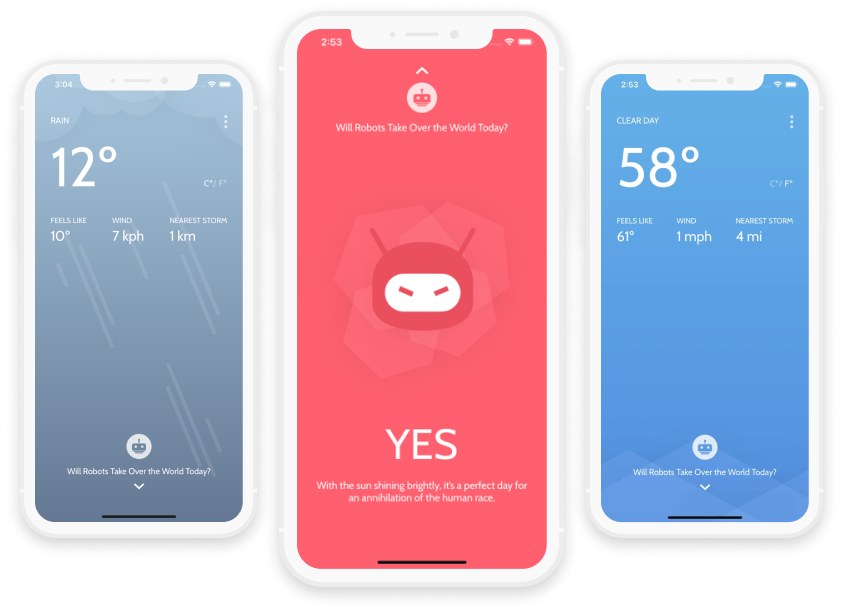 3:04
RAIN
12°
C°/ F°
FEELS LIKE WIND NEAREST STORM
10° 7 kph 1 km
Will Robots Take Over the World Today?
2:53
Will Robots Take Over the World Today?
YES
With the sun shining brightly, it's a perfect day for
an annihilation of the human race.
2:53
CLEAR DAY
58°
C°/ F°
FEELS LIKE WIND NEAREST STORM
61° 1 mph 4 mi
Will Robots Take Over the World Today?